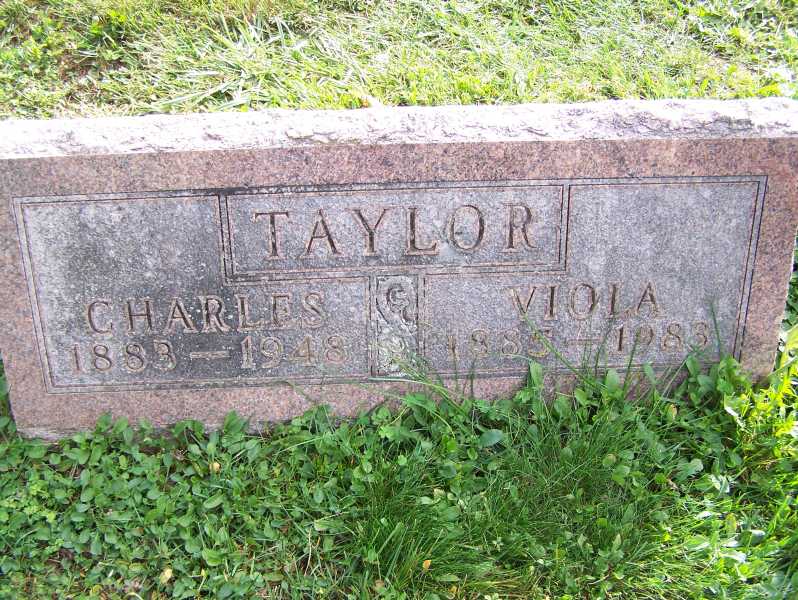 TAYLOR
CHARLES
1883 — 1948
VIOLA
— 1983